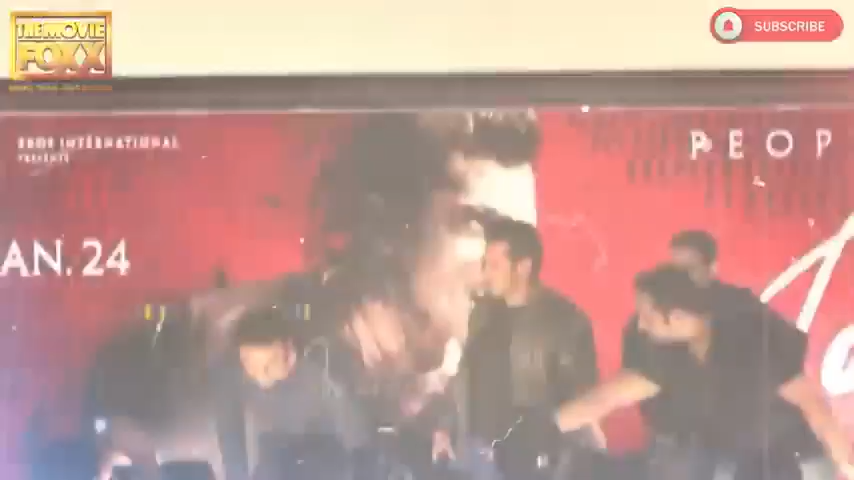 THE MOVIE
FOXX
SUBSCRIBE
EROS INTERNATIONAL
PRESENTS
PEOP
AN. 24